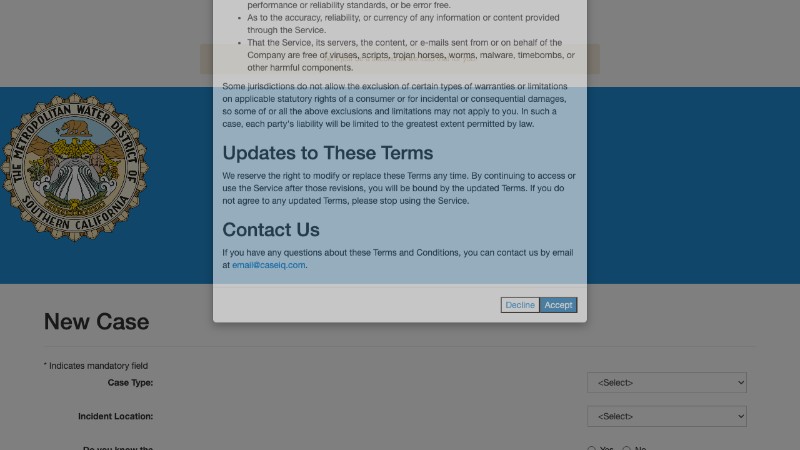 performance or reliability standards, or be error free.
• As to the accuracy, reliability, or currency of any information or content provided
through the Service.
• That the Service, its servers, the content, or e-mails sent from or on behalf of the
Company are free of viruses, scripts, trojan horses, worms, malware, timebombs, or
other harmful components.
Some jurisdictions do not allow the exclusion of certain types of warranties or limitations
on applicable statutory rights of a consumer or for incidental or consequential damages,
so some of or all the above exclusions and limitations may not apply to you. In such a
case, each party's liability will be limited to the greatest extent permitted by law.
Updates to These Terms
We reserve the right to modify or replace these Terms any time. By continuing to access or
use the Service after those revisions, you will be bound by the updated Terms. If you do
not agree to any updated Terms, please stop using the Service.
Contact Us
If you have any questions about these Terms and Conditions, you can contact us by email
at email@caseiq.com.
Decline Accept
THE METROPOLITAN WATER DISTRICT OF
SOUTHERN CALIFORNIA
New Case
* Indicates mandatory field
Case Type: <Select>
Incident Location: <Select>
Do you know the Yes No